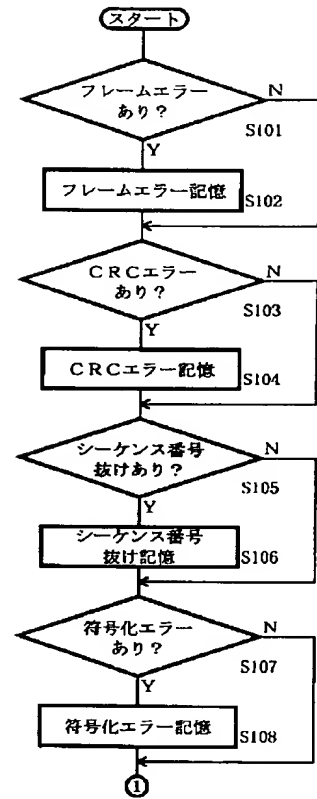 スタート
フレームエラー
あり?
N
S101
Y
フレームエラー記憶
S102
CRCエラー
あり?
N
S103
Y
CRCエラー記憶
S104
シーケンス番号
抜けあり?
N
S105
Y
シーケンス番号
抜け記憶
S106
符号化エラー
あり?
N
S107
Y
符号化エラー記憶
S108
1